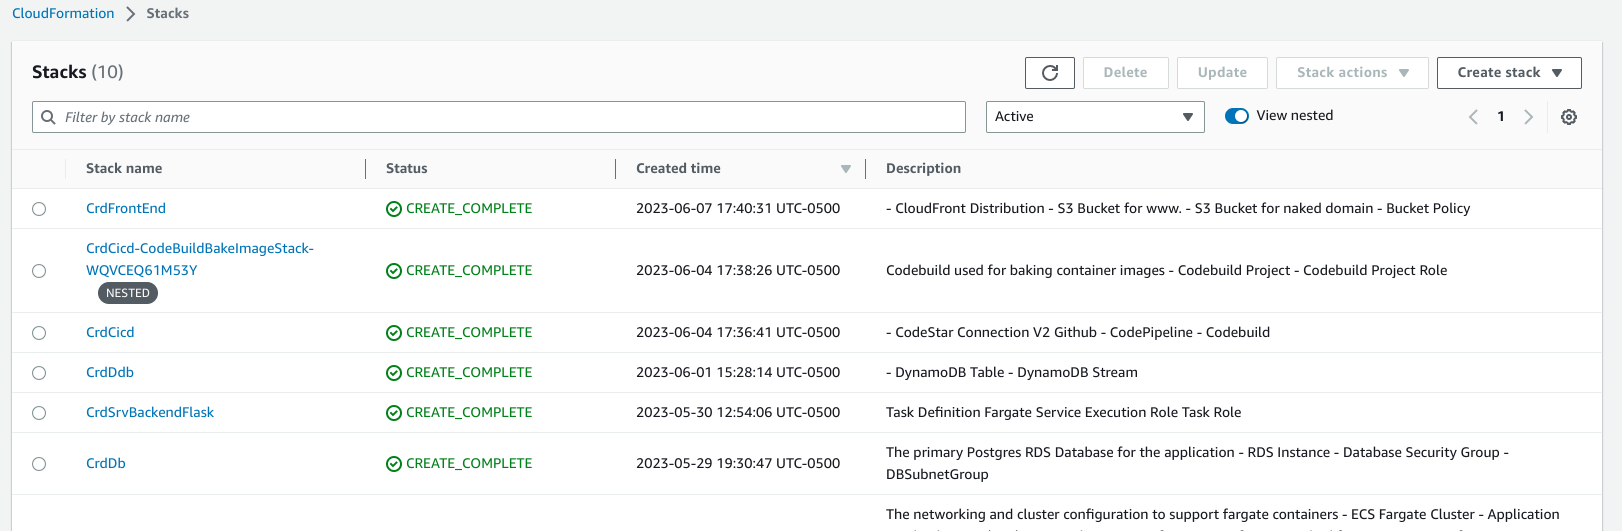 CloudFormation > Stacks
Stacks (10)
Delete
Update
Stack actions
Create stack
Filter by stack name
Active
View nested
1
Stack name Status Created time Description
CrdFrontEnd CREATE_COMPLETE 2023-06-07 17:40:31 UTC-0500 - CloudFront Distribution - S3 Bucket for www. - S3 Bucket for naked domain - Bucket Policy
CrdCicd-CodeBuildBakeImageStack-
WQVCEQ61M53Y CREATE_COMPLETE 2023-06-04 17:38:26 UTC-0500 Codebuild used for baking container images - Codebuild Project - Codebuild Project Role
NESTED
CrdCicd CREATE_COMPLETE 2023-06-04 17:36:41 UTC-0500 - CodeStar Connection V2 Github - CodePipeline - Codebuild
CrdDdb CREATE_COMPLETE 2023-06-01 15:28:14 UTC-0500 - DynamoDB Table - DynamoDB Stream
CrdSrvBackendFlask CREATE_COMPLETE 2023-05-30 12:54:06 UTC-0500 Task Definition Fargate Service Execution Role Task Role
CrdDb CREATE_COMPLETE 2023-05-29 19:30:47 UTC-0500 The primary Postgres RDS Database for the application - RDS Instance - Database Security Group -
DBSubnetGroup
The networking and cluster configuration to support fargate containers - ECS Fargate Cluster - Application